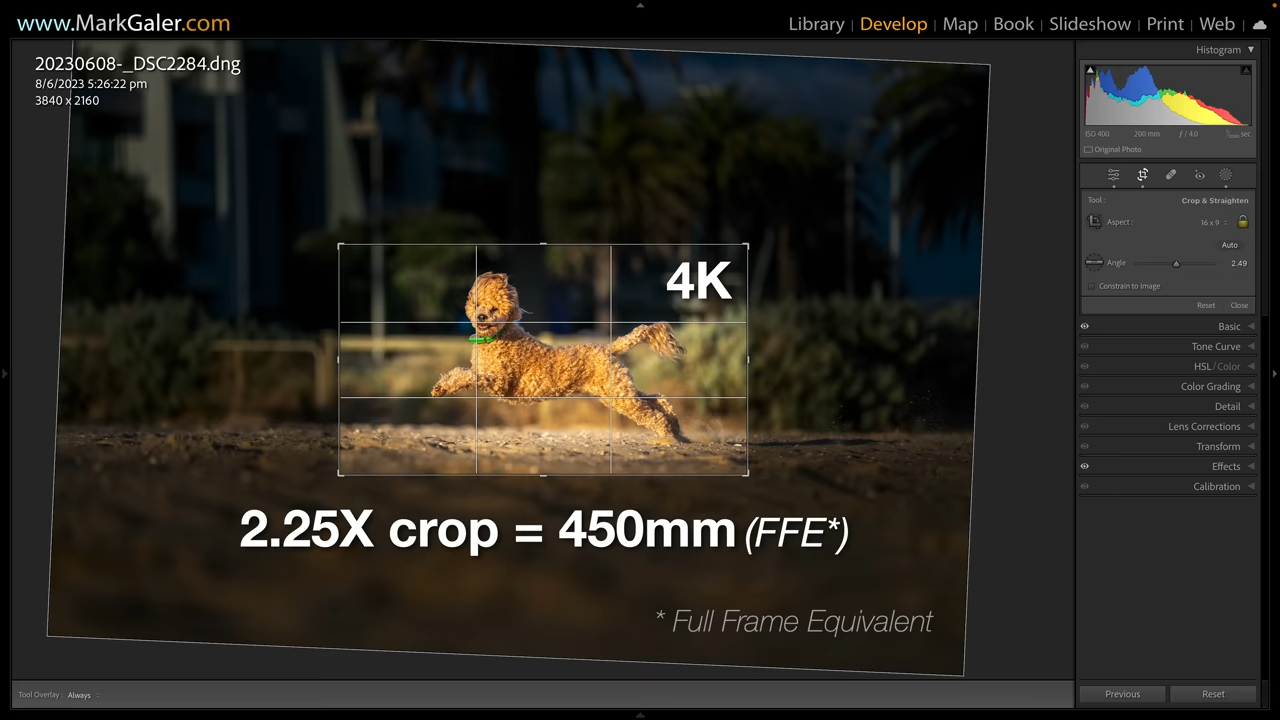 www.MarkGaler.com
Library | Develop | Map | Book | Slideshow | Print | Web
20230608-_DSC2284.dng
8/6/2023 5:26:22 pm
3840 x 2160
Histogram
ISO 400 200 mm ƒ / 4.0 sec
Original Photo
Tool : Crop & Straighten
Aspect : 16 x 9
Auto
Angle 2.49
Constrain to Image
Reset Close
Basic
Tone Curve
HSL / Color
Color Grading
Detail
Lens Corrections
Transform
Effects
Calibration
4K
2.25X crop = 450mm (FFE*)
* Full Frame Equivalent
Tool Overlay : Always
Previous Reset